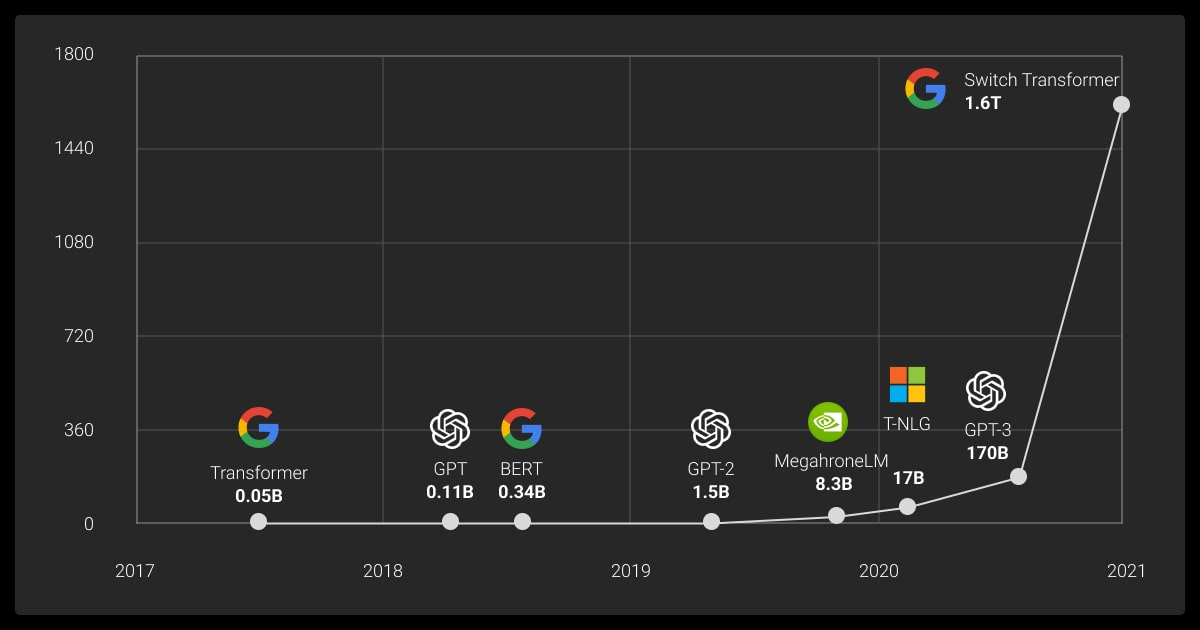 1800
1440
1080
720
360
0
Switch Transformer
1.6T
Transformer
0.05B
GPT
0.11B
BERT
0.34B
GPT-2
1.5B
MegahroneLM
8.3B
T-NLG
17B
GPT-3
170B
2017
2018
2019
2020
2021